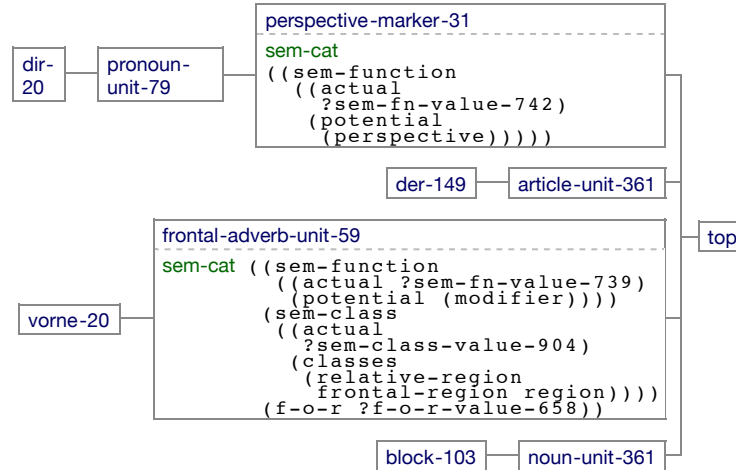 perspective-marker-31
sem-cat
((sem-function
((actual
?sem-fn-value-742)
(potential
(perspective)))))
dir-
20
pronoun-
unit-79
der-149
article-unit-361
top
frontal-adverb-unit-59
sem-cat ((sem-function
((actual ?sem-fn-value-739)
(potential (modifier))))
(sem-class
((actual
?sem-class-value-904)
(classes
(relative-region
frontal-region region))))
(f-o-r ?f-o-r-value-658))
vorne-20
block-103
noun-unit-361